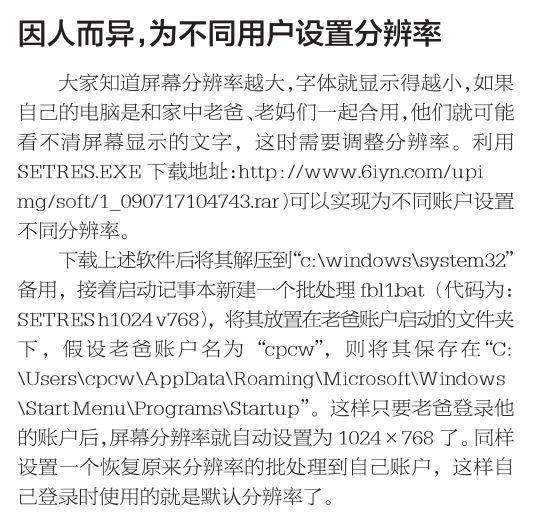 因人而异,为不同用户设置分辨率
大家知道屏幕分辨率越大,字体就显示得越小,如果
自己的电脑是和家中老爸、老妈们一起合用,他们就可能
看不清屏幕显示的文字，这时需要调整分辨率。利用
SETRES.EXE 下载地址:http://www.6iyn.com/upi
mg/soft/1_090717104743.rar)可以实现为不同账户设置
不同分辨率。
下载上述软件后将其解压到“c:\windows\system32”
备用，接着启动记事本新建一个批处理 fbl1.bat（代码为：
SETRES h1024 v768)，将其放置在老爸账户启动的文件夹
下，假设老爸账户名为“cpcw”，则将其保存在“C:
\Users\cpcw\AppData\Roaming\Microsoft\Windows
\Start Menu\Programs\Startup”。这样只要老爸登录他
的账户后,屏幕分辨率就自动设置为 1024×768 了。同样
设置一个恢复原来分辨率的批处理到自己账户，这样自
己登录时使用的就是默认分辨率了。